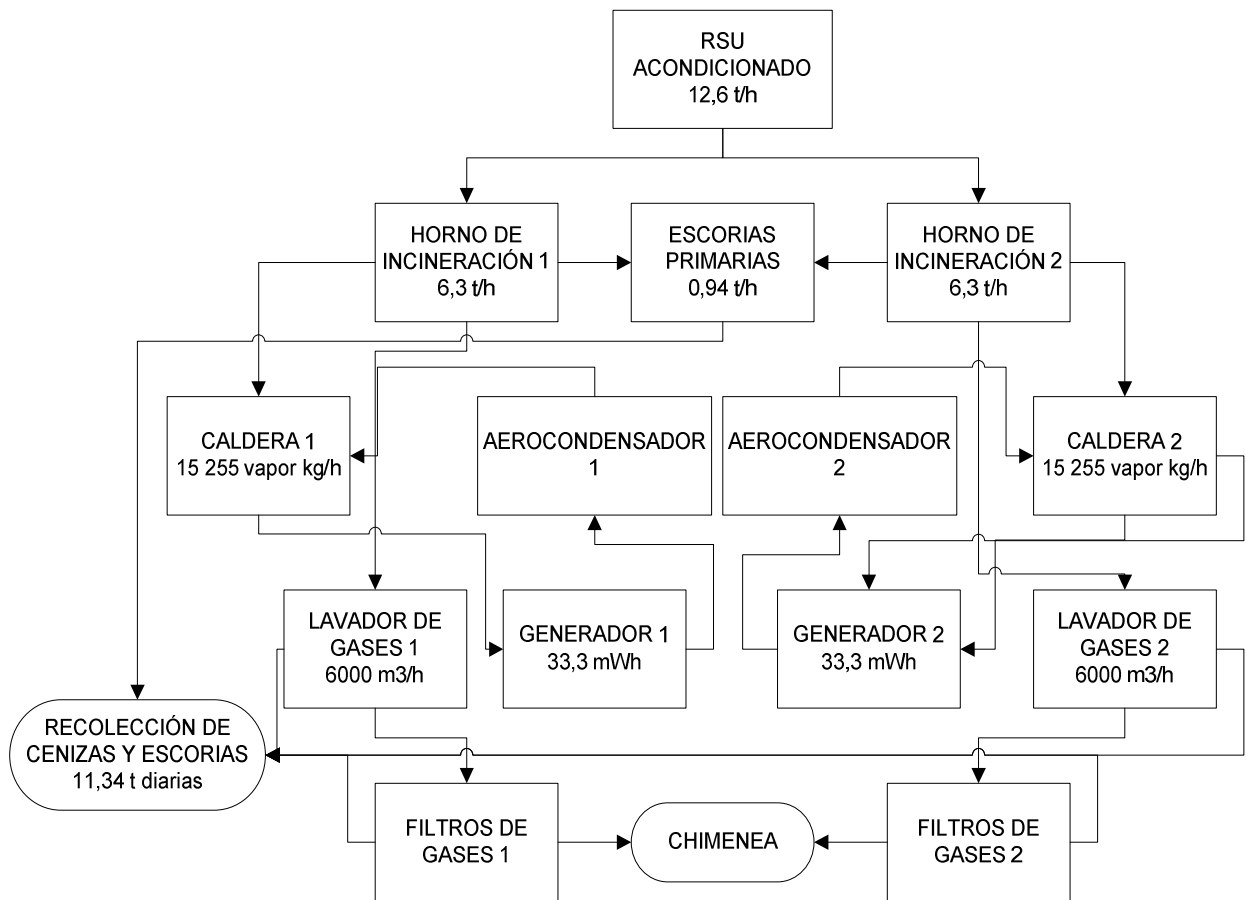 RSU
ACONDICIONADO
12,6 t/h
HORNO DE
INCINERACIÓN 1
6,3 t/h
ESCORIAS
PRIMARIAS
0,94 t/h
HORNO DE
INCINERACIÓN 2
6,3 t/h
CALDERA 1
15 255 vapor kg/h
AEROCONDENSADOR
1
AEROCONDENSADOR
2
CALDERA 2
15 255 vapor kg/h
LAVADOR DE
GASES 1
6000 m3/h
GENERADOR 1
33,3 mWh
GENERADOR 2
33,3 mWh
LAVADOR DE
GASES 2
6000 m3/h
RECOLECCIÓN DE
CENIZAS Y ESCORIAS
11,34 t diarias
FILTROS DE
GASES 1
CHIMENEA
FILTROS DE
GASES 2